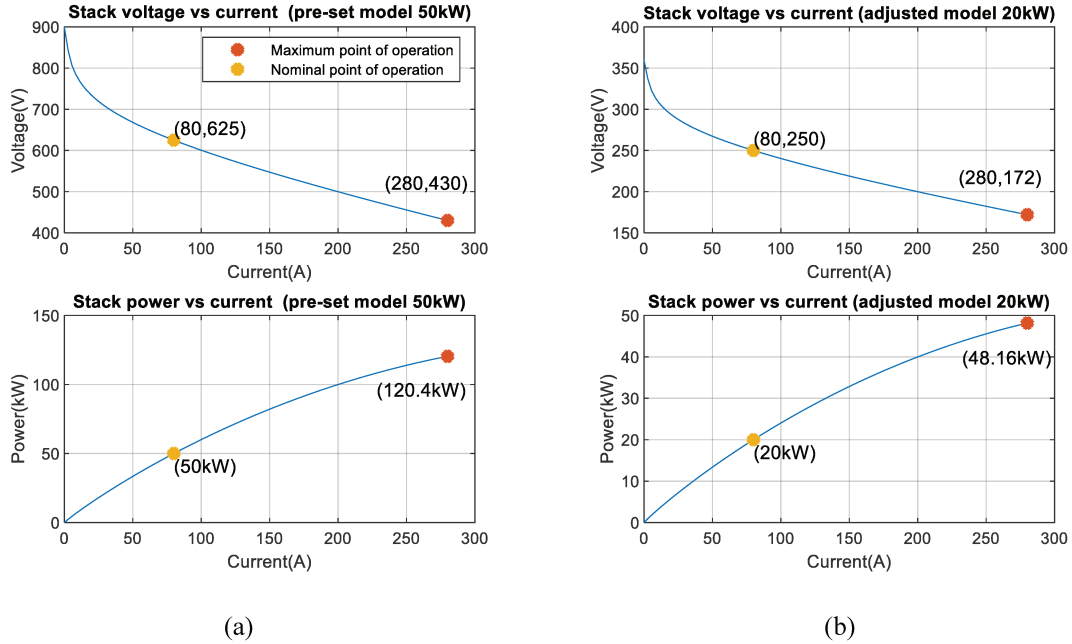 Stack voltage vs current (pre-set model 50kW)
900
800
700
600
500
400
Voltage(V)
Maximum point of operation
Nominal point of operation
(80,625)
(280,430)
0 50 100 150 200 250 300
Current(A)
Stack voltage vs current (adjusted model 20kW)
400
350
300
250
200
150
Voltage(V)
(80,250)
(280,172)
0 50 100 150 200 250 300
Current(A)
Stack power vs current (pre-set model 50kW)
150
100
50
0
Power(kW)
(120.4kW)
(50kW)
0 50 100 150 200 250 300
Current(A)
Stack power vs current (adjusted model 20kW)
50
40
30
20
10
0
Power(kW)
(48.16kW)
(20kW)
0 50 100 150 200 250 300
Current(A)
(a)
(b)